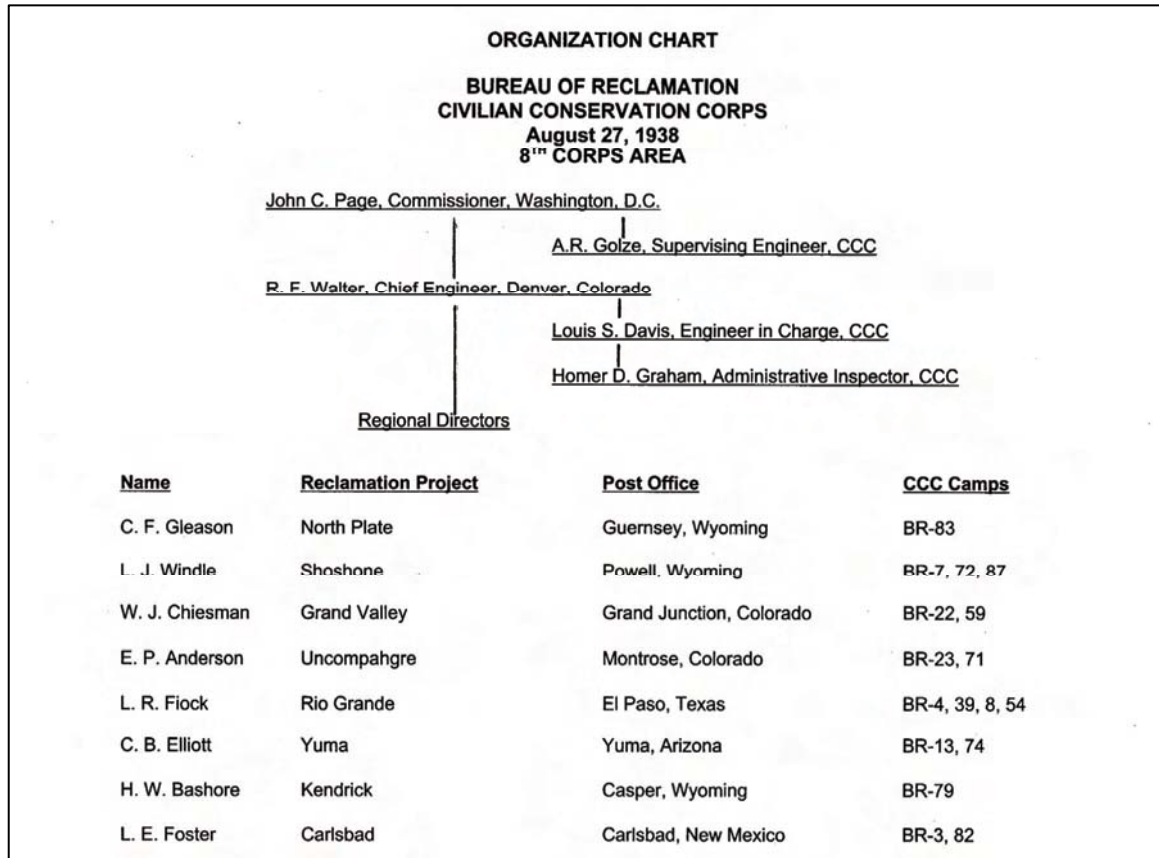 ORGANIZATION CHART
BUREAU OF RECLAMATION
CIVILIAN CONSERVATION CORPS
August 27, 1938
8TH CORPS AREA
John C. Page, Commissioner, Washington, D.C.
A.R. Golze, Supervising Engineer, CCC
R. F. Walter, Chief Engineer, Denver, Colorado
Louis S. Davis, Engineer in Charge, CCC
Homer D. Graham, Administrative Inspector, CCC
Regional Directors
Name Reclamation Project Post Office CCC Camps
C. F. Gleason North Plate Guernsey, Wyoming BR-83
L. J. Windle Shoshone Powell, Wyoming BR-7, 72, 87
W. J. Chiesman Grand Valley Grand Junction, Colorado BR-22, 59
E. P. Anderson Uncompahgre Montrose, Colorado BR-23, 71
L. R. Fiock Rio Grande El Paso, Texas BR-4, 39, 8, 54
C. B. Elliott Yuma Yuma, Arizona BR-13, 74
H. W. Bashore Kendrick Casper, Wyoming BR-79
L. E. Foster Carlsbad Carlsbad, New Mexico BR-3, 82